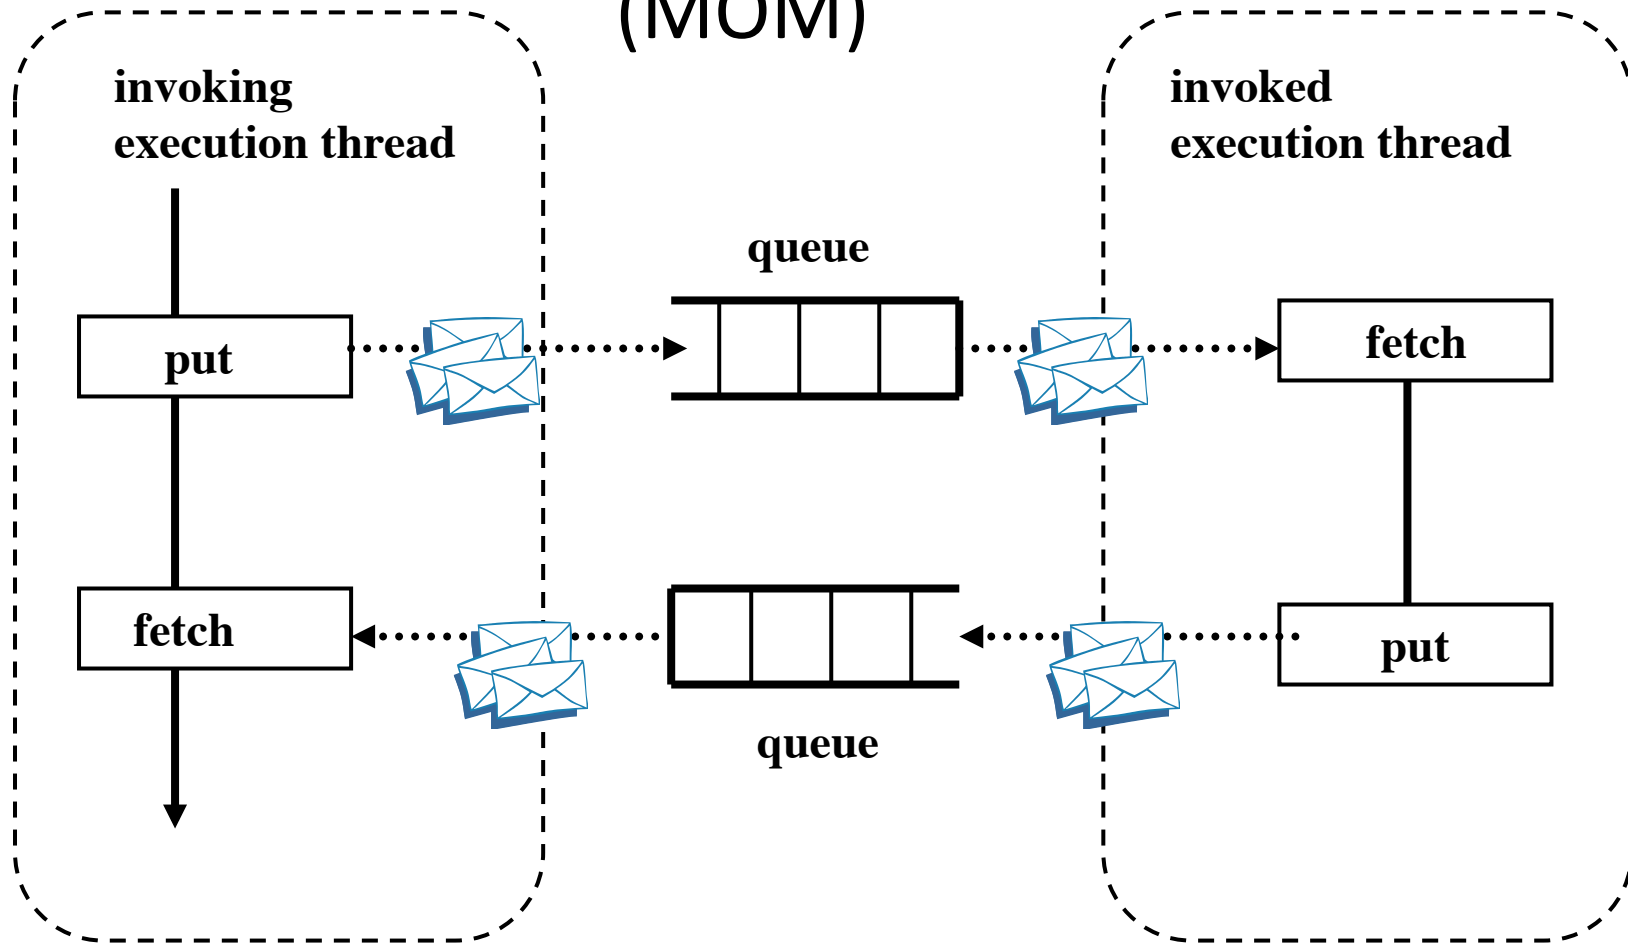 (MOM)
invoking
execution thread
invoked
execution thread
queue
put
fetch
fetch
put
queue